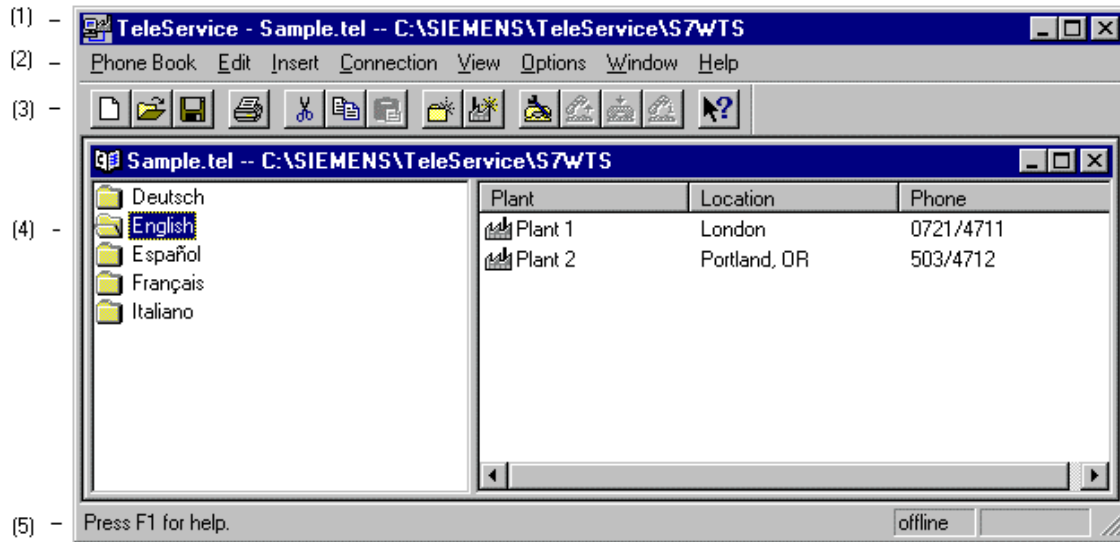 (1) –
TeleService - Sample.tel -- C:\SIEMENS\TeleService\S7WTS
(2) –
Phone Book Edit Insert Connection View Options Window Help
(3) –
Sample.tel -- C:\SIEMENS\TeleService\S7WTS
(4) –
Deutsch
English
Español
Français
Italiano
Plant Location Phone
Plant 1 London 0721/4711
Plant 2 Portland, OR 503/4712
(5) –
Press F1 for help. offline